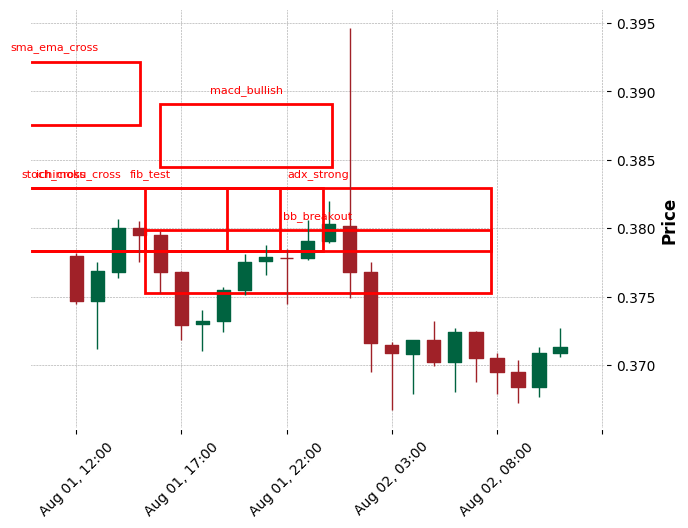 sma_ema_cross
macd_bullish
fib_test
adx_strong
bb_breakout
0.395
0.390
0.385
0.380
0.375
0.370
Price
Aug 01, 12:00
Aug 01, 17:00
Aug 01, 22:00
Aug 02, 03:00
Aug 02, 08:00